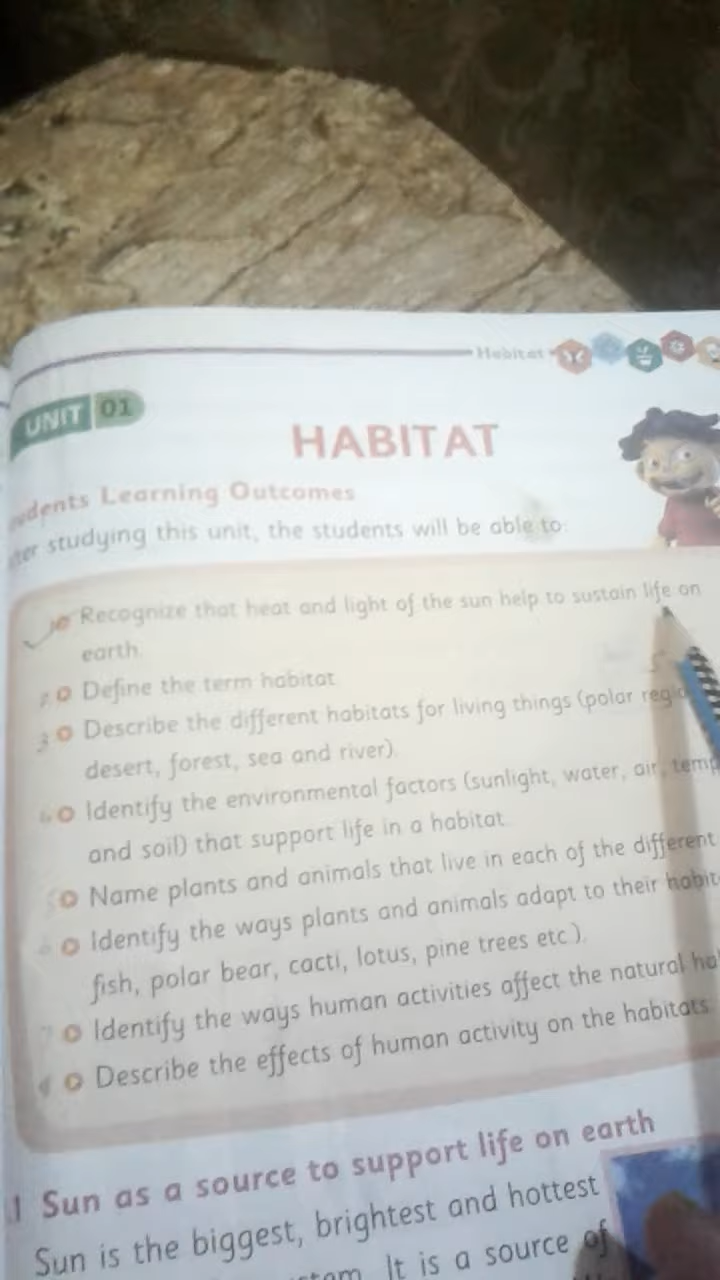 Habitat
UNIT 01
HABITAT
Learning Outcomes
studying this unit, the students will be able to:
Recognize that heat and light of the sun help to sustain life on
earth.
2 Define the term habitat.
3 Describe the different habitats for living things (polar
desert, forest, sea and river).
Identify the environmental factors (sunlight, water, air,
and soil) that support life in a habitat.
Name plants and animals that live in each of the different
Identify the ways plants and animals adapt to their
fish, polar bear, cacti, lotus, pine trees etc.).
7 Identify the ways human activities affect the natural
Describe the effects of human activity on the habitats.
Sun as a source to support life on earth
Sun is the biggest, brightest and hottest
It is a source of